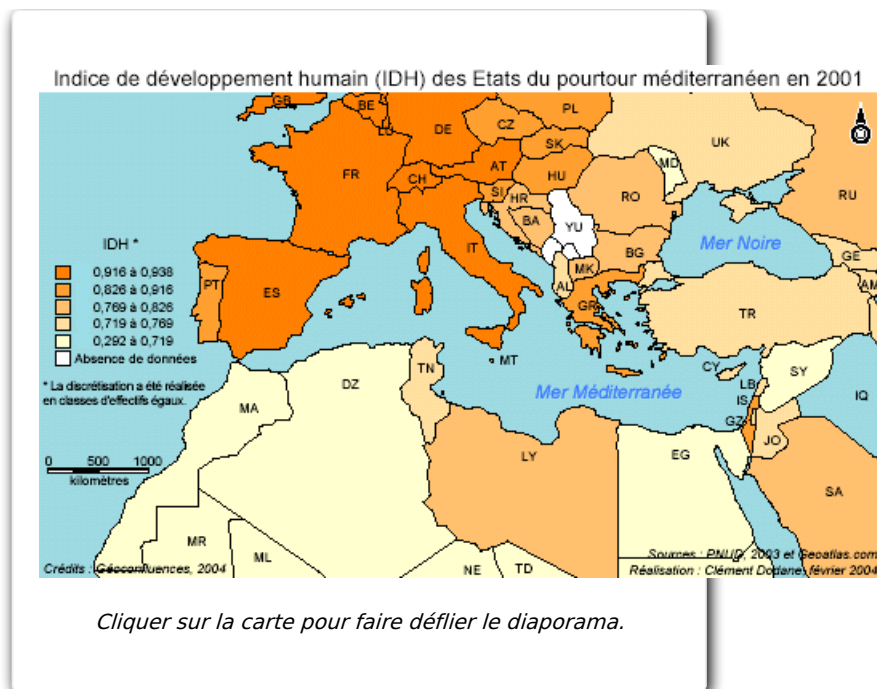 Indice de développement humain (IDH) des Etats du pourtour méditerranéen en 2001
GB
BE
PL
LU
DE
CZ
UK
SK
MD
FR
CH
AT
HU
SI
HR
RO
RU
BA
YU
Mer Noire
IT
BG
GE
MK
AL
AM
PT
ES
GR
TR
IDH *
0,916 à 0,938
0,826 à 0,916
0,769 à 0,826
0,719 à 0,769
0,292 à 0,719
Absence de données
* La discrétisation a été réalisée
en classes d'effectifs égaux.
MT
CY
SY
TN
DZ
Mer Méditerranée
LB
IS
IQ
MA
GZ
JO
LY
EG
SA
0 500 1000
kilomètres
MR
ML
NE
TD
Crédits : Géoconfluences, 2004
Sources : PNUD, 2003 et Geoatlas.com
Réalisation : Clément Dodane, février 2004
Cliquer sur la carte pour faire déflier le diaporama.